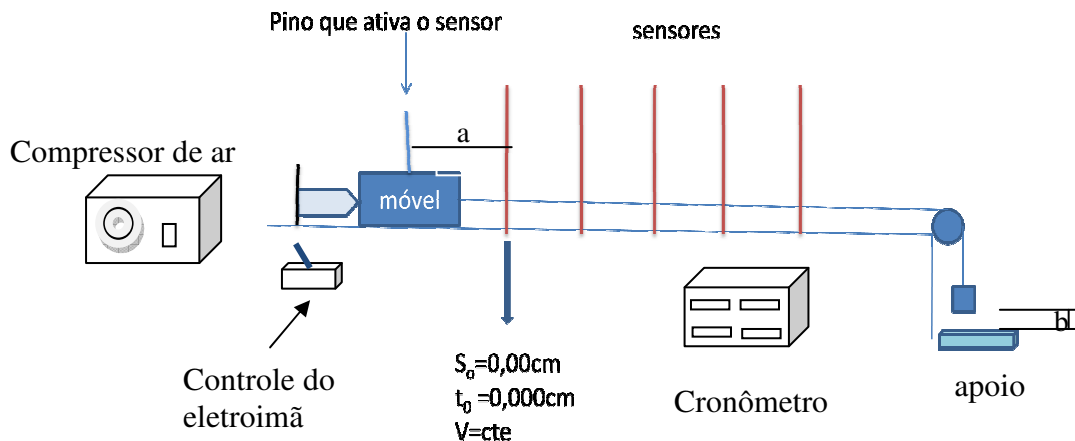 Pino que ativa o sensor
sensores
a
Compressor de ar
móvel
b
S₀=0,00cm
t₀ =0,000cm
V=cte
Controle do
eletroimã
Cronômetro
apoio